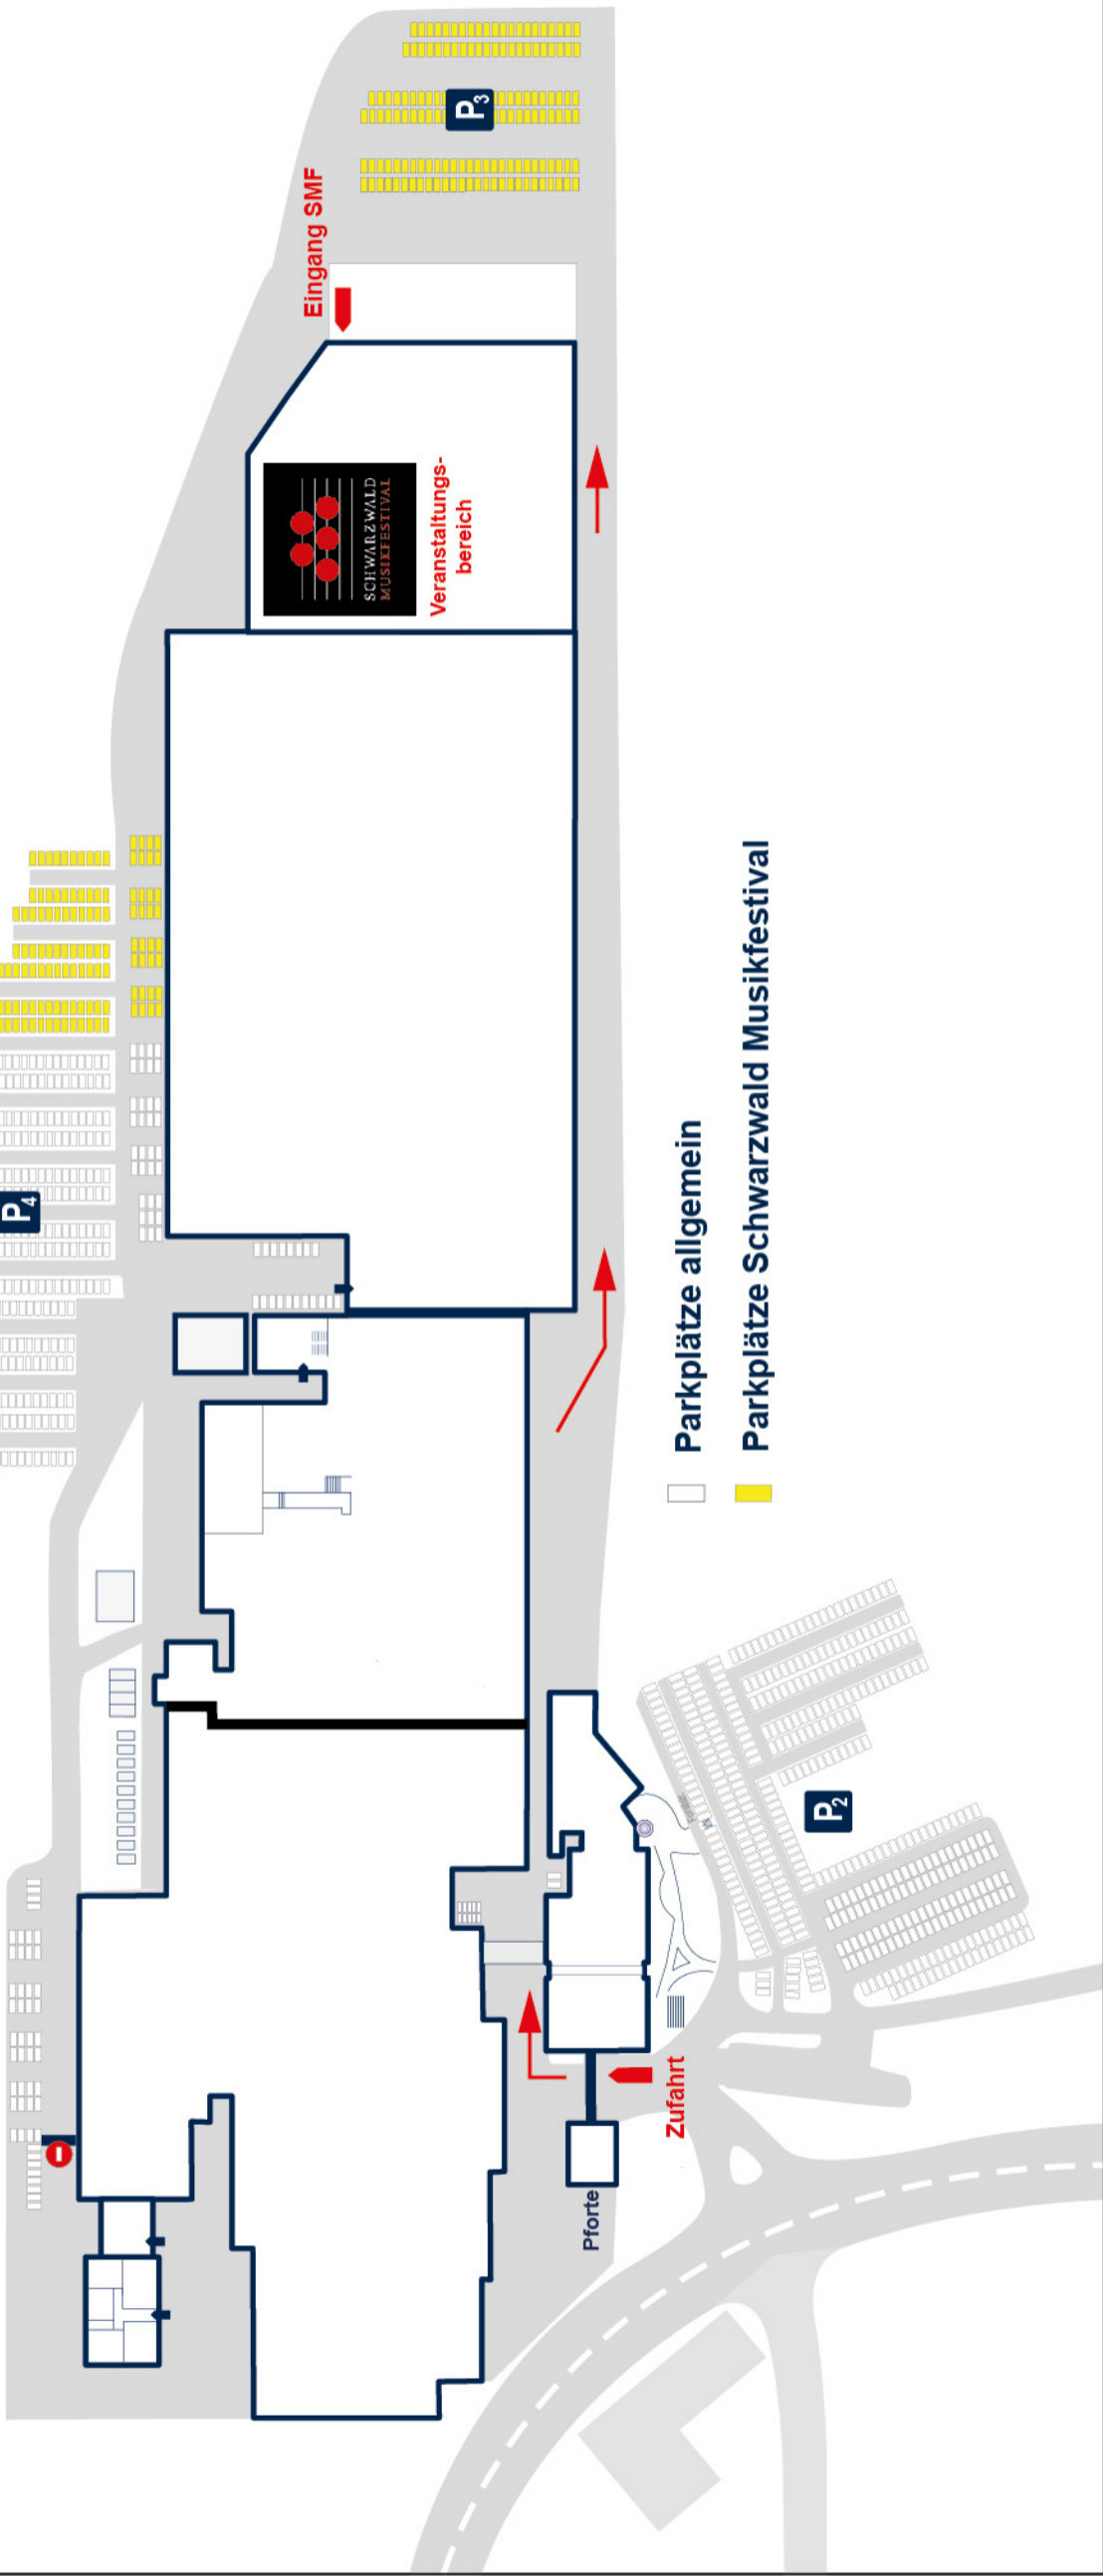 P3
Eingang SMF
SCHWARZWALD
MUSIKFESTIVAL
Veranstaltungs-
bereich
P4
Parkplätze allgemein
Parkplätze Schwarzwald Musikfestival
P2
Zufahrt
Pforte